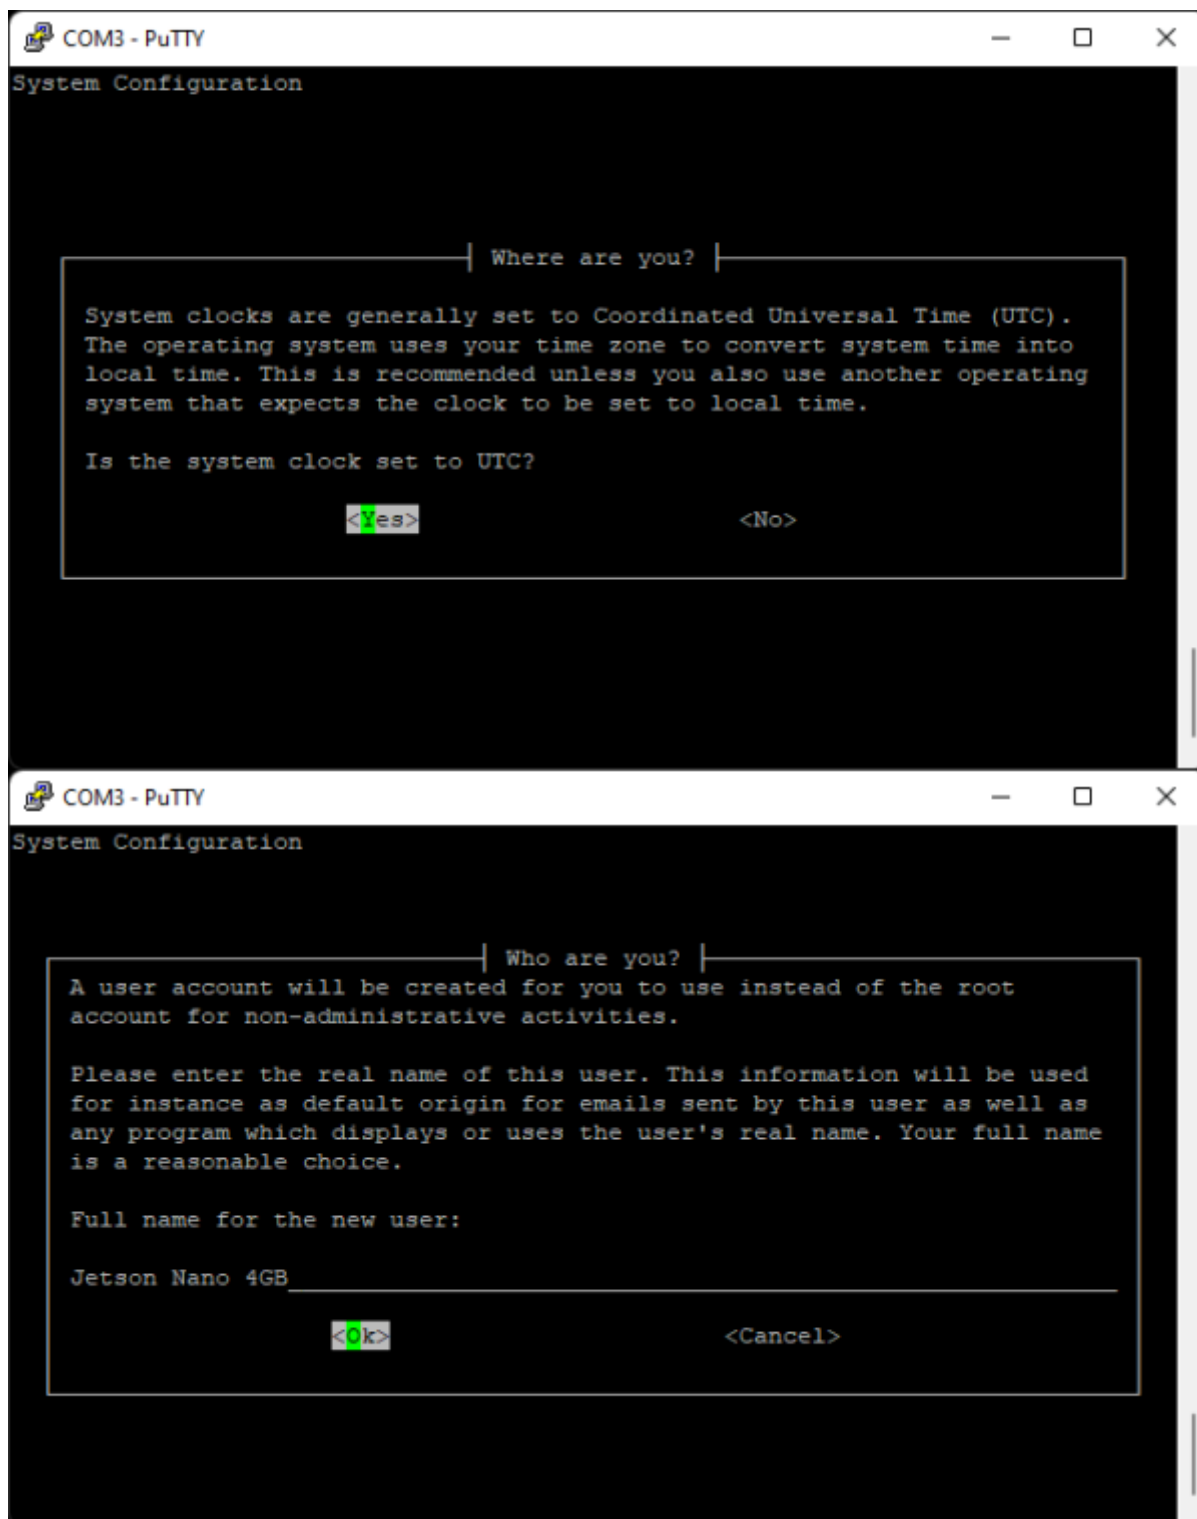 COM3 - PuTTY
System Configuration
Where are you?
System clocks are generally set to Coordinated Universal Time (UTC).
The operating system uses your time zone to convert system time into
local time. This is recommended unless you also use another operating
system that expects the clock to be set to local time.
Is the system clock set to UTC?
<Yes> <No>
COM3 - PuTTY
System Configuration
Who are you?
A user account will be created for you to use instead of the root
account for non-administrative activities.
Please enter the real name of this user. This information will be used
for instance as default origin for emails sent by this user as well as
any program which displays or uses the user's real name. Your full name
is a reasonable choice.
Full name for the new user:
Jetson Nano 4GB
<Ok> <Cancel>